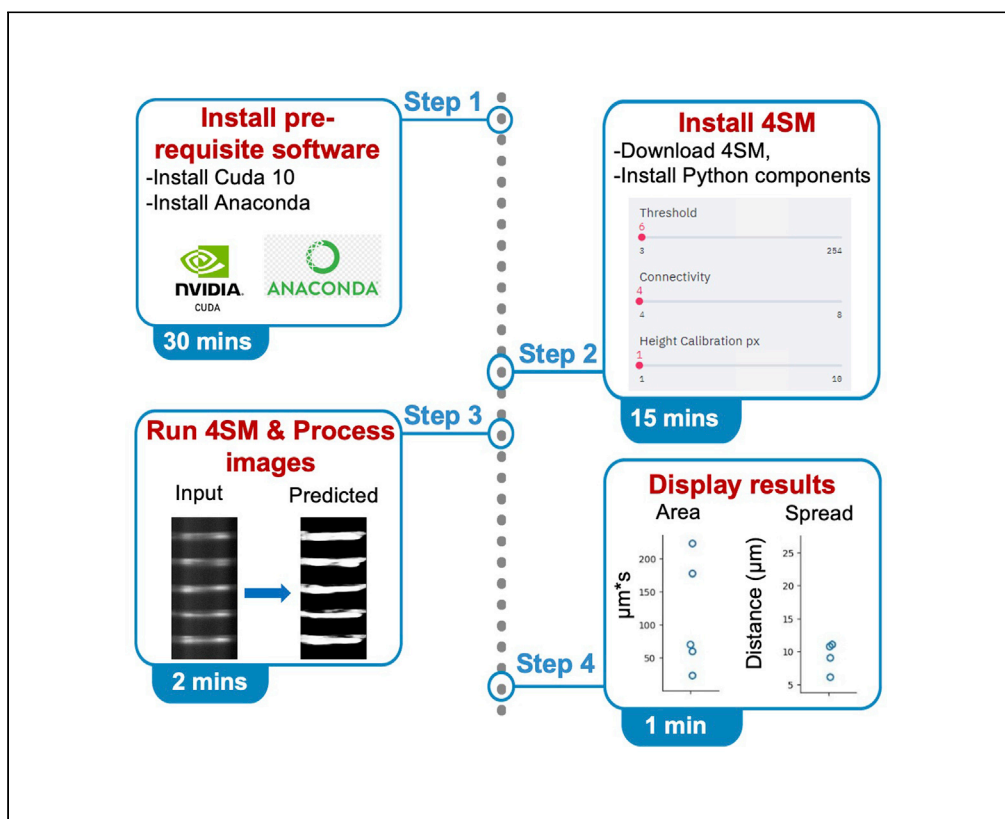 Step 1
Install pre-
requisite software
-Install Cuda 10
-Install Anaconda
NVIDIA.
CUDA
ANACONDA
30 mins
Step 2
Install 4SM
-Download 4SM,
-Install Python components
Threshold
6
3 254
Connectivity
4
4 8
Height Calibration px
1
1 10
15 mins
Step 3
Run 4SM & Process
images
Input Predicted
2 mins
Step 4
Display results
Area Spread
µm*s
200
150
100
50
Distance (µm)
25
20
15
10
5
1 min